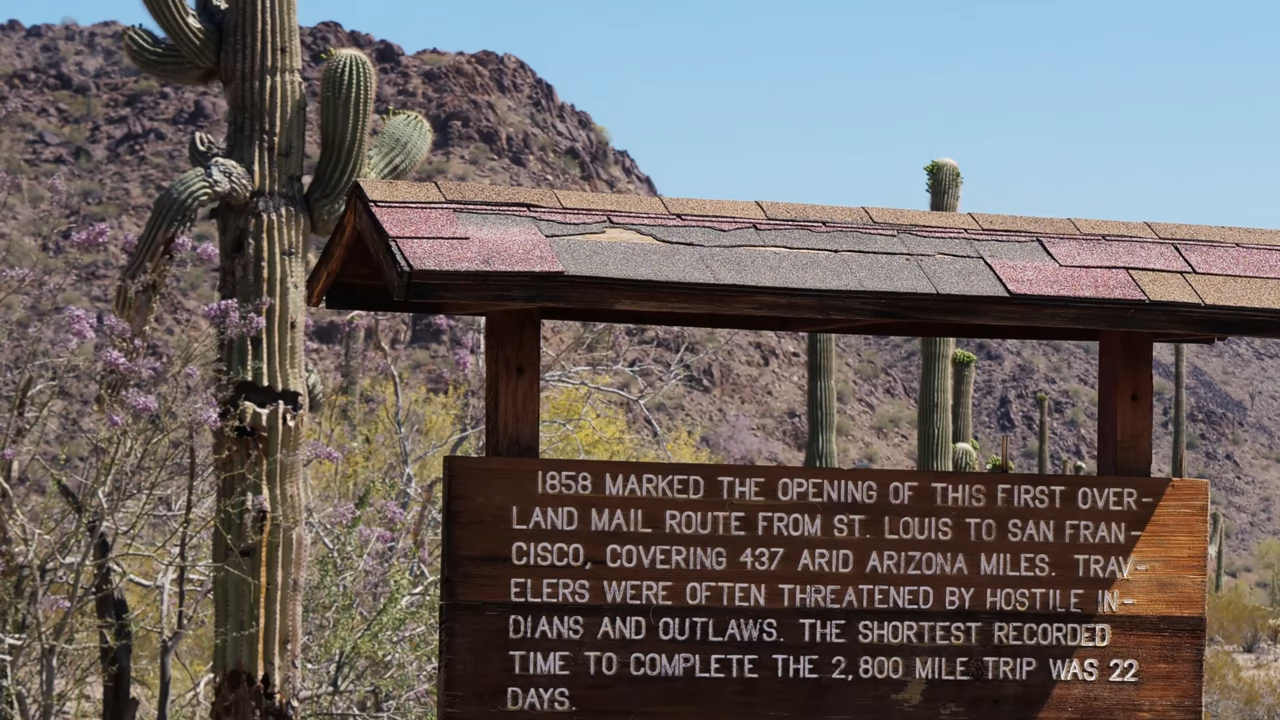 1858 MARKED THE OPENING OF THIS FIRST OVER-
LAND MAIL ROUTE FROM ST. LOUIS TO SAN FRAN-
CISCO, COVERING 437 ARID ARIZONA MILES. TRAV-
ELERS WERE OFTEN THREATENED BY HOSTILE IN-
DIANS AND OUTLAWS. THE SHORTEST RECORDED
TIME TO COMPLETE THE 2,800 MILE TRIP WAS 22
DAYS.